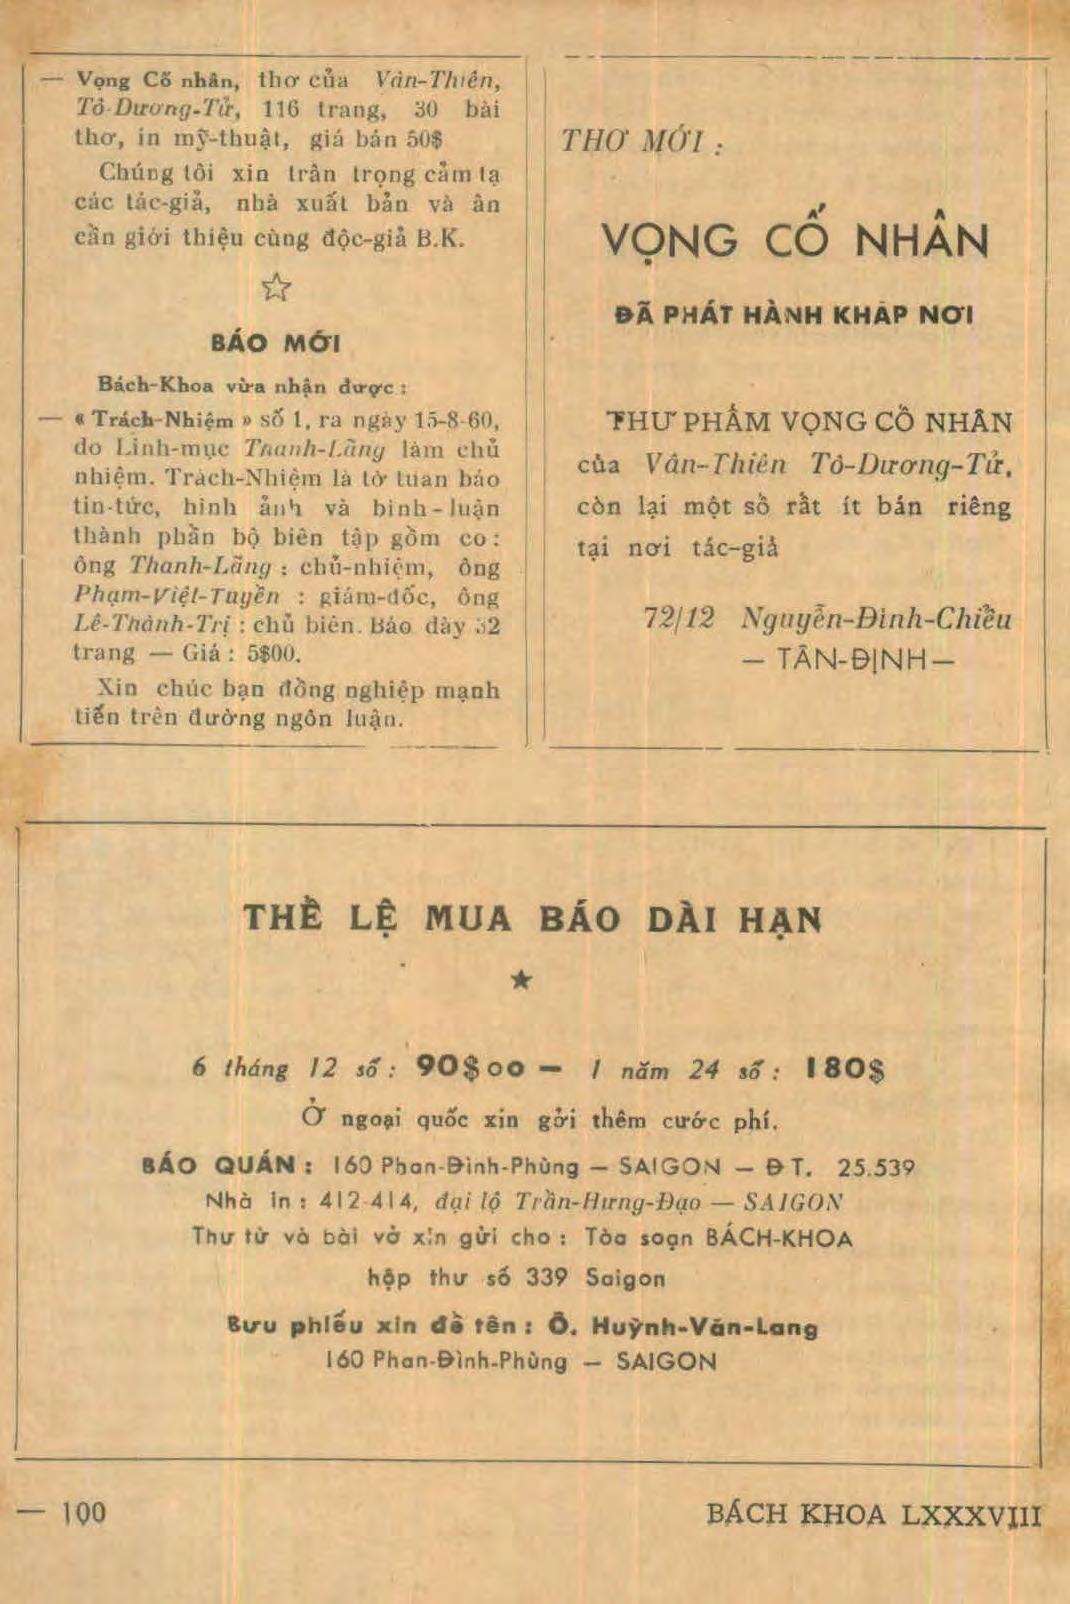 — Vọng Cố nhân, thơ của Vân-Thiên,
Tô-Dương-Tử, 116 trang, 30 bài
thơ, in mỹ-thuật, giá bán 50$
Chúng tôi xin trân trọng cảm tạ
các tác-giả, nhà xuất bản và ân
cần giới thiệu cùng độc-giả B.K.
BÁO MỚI
Bách-Khoa vừa nhận được :
— « Trách-Nhiệm » số 1, ra ngày 15-8-60,
do Linh-mục Thanh-Lãng làm chủ
nhiệm. Trách-Nhiệm là tờ tuần báo
tin-tức, hình ảnh và bình-luận
thành phần bộ biên tập gồm co :
ông Thanh-Lãng : chủ-nhiệm, ông
Phạm-Việt-Tuyền : giám-đốc, ông
Lê-Thành-Trị : chủ biên. Báo dày 32
trang — Giá : 5$00.
Xin chúc bạn đồng nghiệp mạnh
tiến trên đường ngôn luận.
THƠ MỚI :
VỌNG CỐ NHÂN
ĐÃ PHÁT HÀNH KHẮP NƠI
THƯ PHẨM VỌNG CỐ NHÂN
của Vân-Thiên Tô-Dương-Tử,
còn lại một số rất ít bán riêng
tại nơi tác-giả
72/12 Nguyễn-Đình-Chiểu
— TÂN-ĐỊNH —
THỂ LỆ MUA BÁO DÀI HẠN
6 tháng 12 số : 90$00 — 1 năm 24 số : 180$
Ở ngoại quốc xin gởi thêm cước phí.
BÁO QUÁN : 160 Phan-Đình-Phùng — SAIGON — ĐT. 25.539
Nhà in : 412-414, đại lộ Trần-Hưng-Đạo — SAIGON
Thư từ và bài vở xin gửi cho : Tòa soạn BÁCH-KHOA
hộp thư số 339 Saigon
Bưu phiếu xin đề tên : Ô. Huỳnh-Văn-Lang
160 Phan-Đình-Phùng — SAIGON
— 100
BÁCH KHOA LXXXVIII